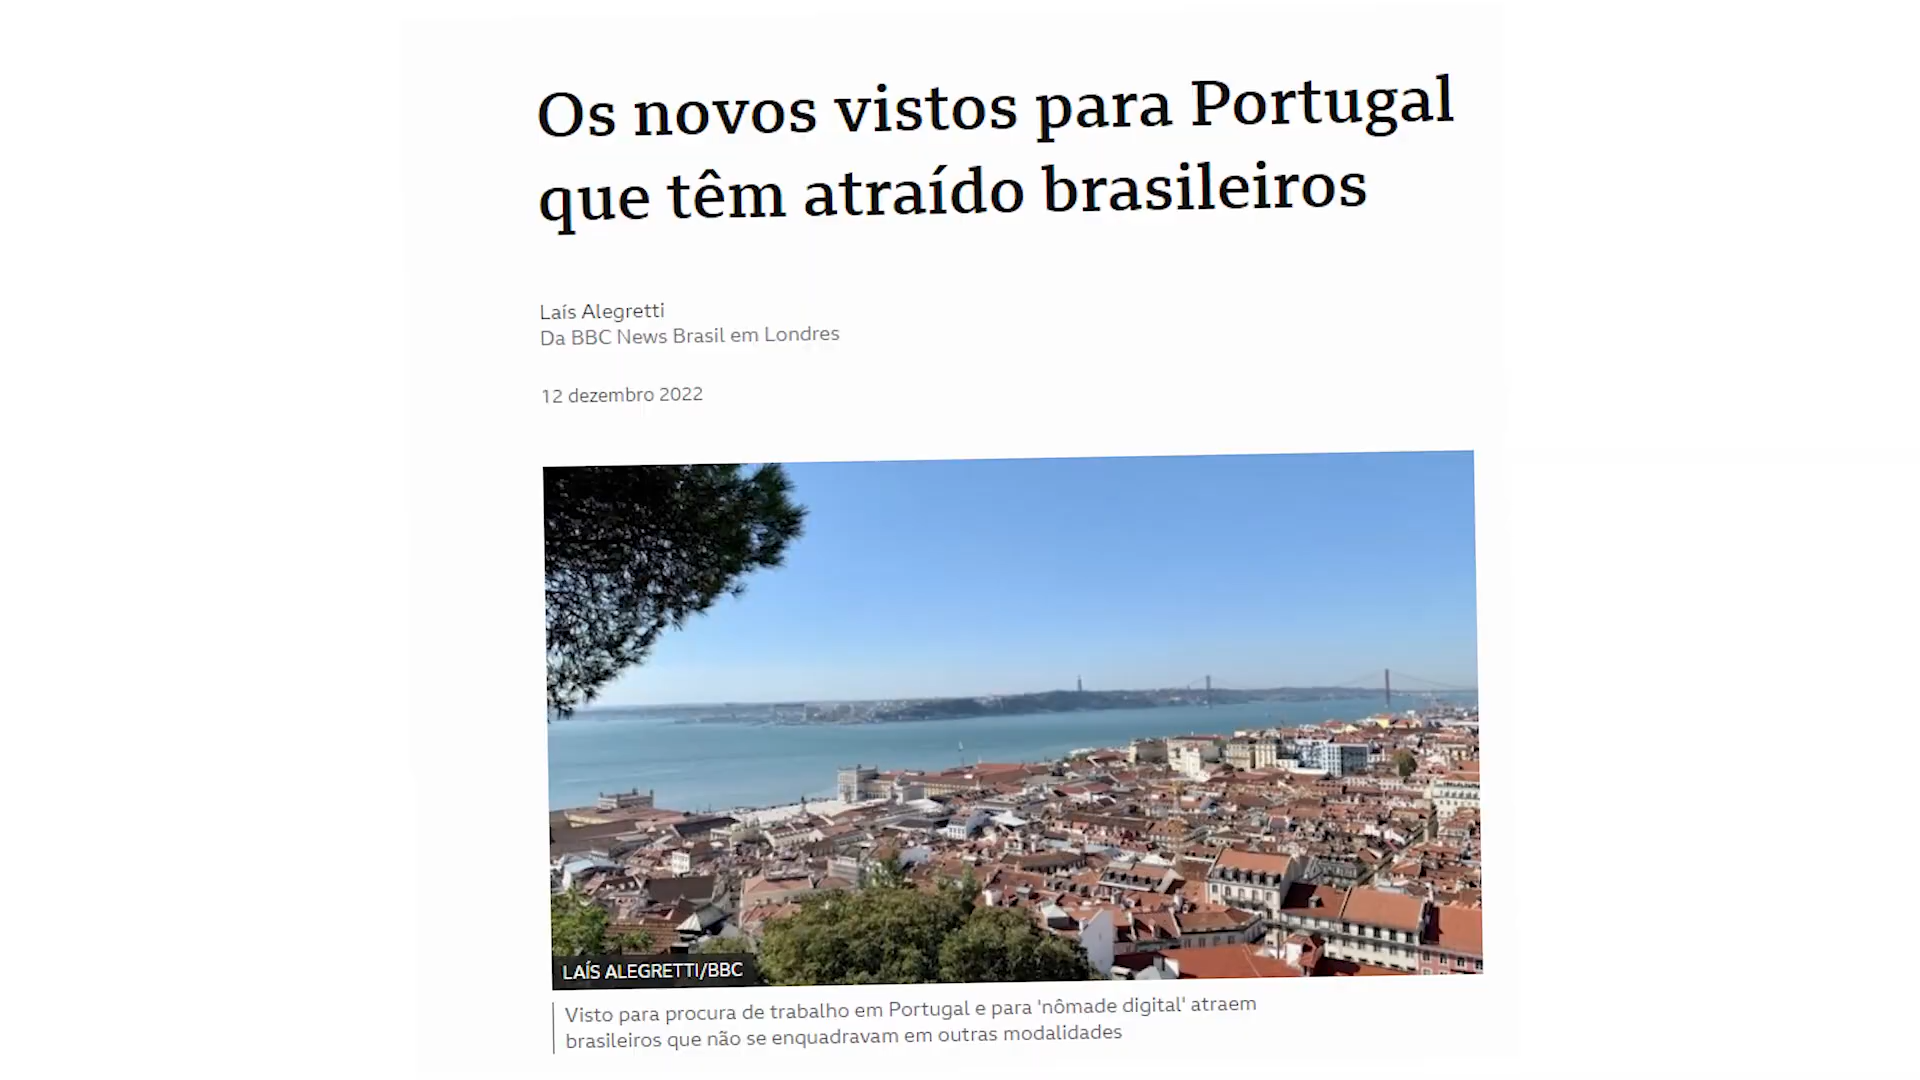 Os novos vistos para Portugal
que têm atraído brasileiros
Laís Alegretti
Da BBC News Brasil em Londres
12 dezembro 2022
LAÍS ALEGRETTI/BBC
Visto para procura de trabalho em Portugal e para 'nômade digital' atraem
brasileiros que não se enquadravam em outras modalidades